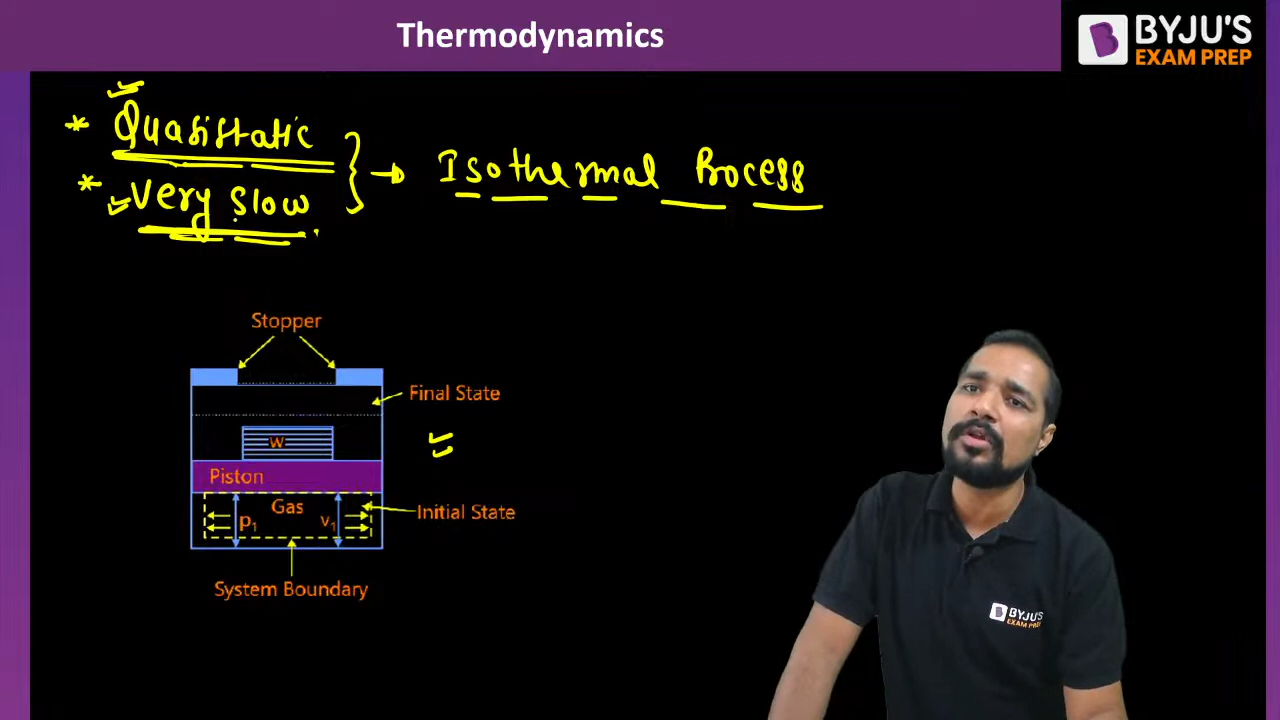 Thermodynamics
BYJU'S
EXAM PREP
* Quasistatic
* Very slow
} → Isothermal Process
Stopper
Final State
W
Piston
Gas
Initial State
p₁
v₁
System Boundary
BYJU'S
EXAM PREP